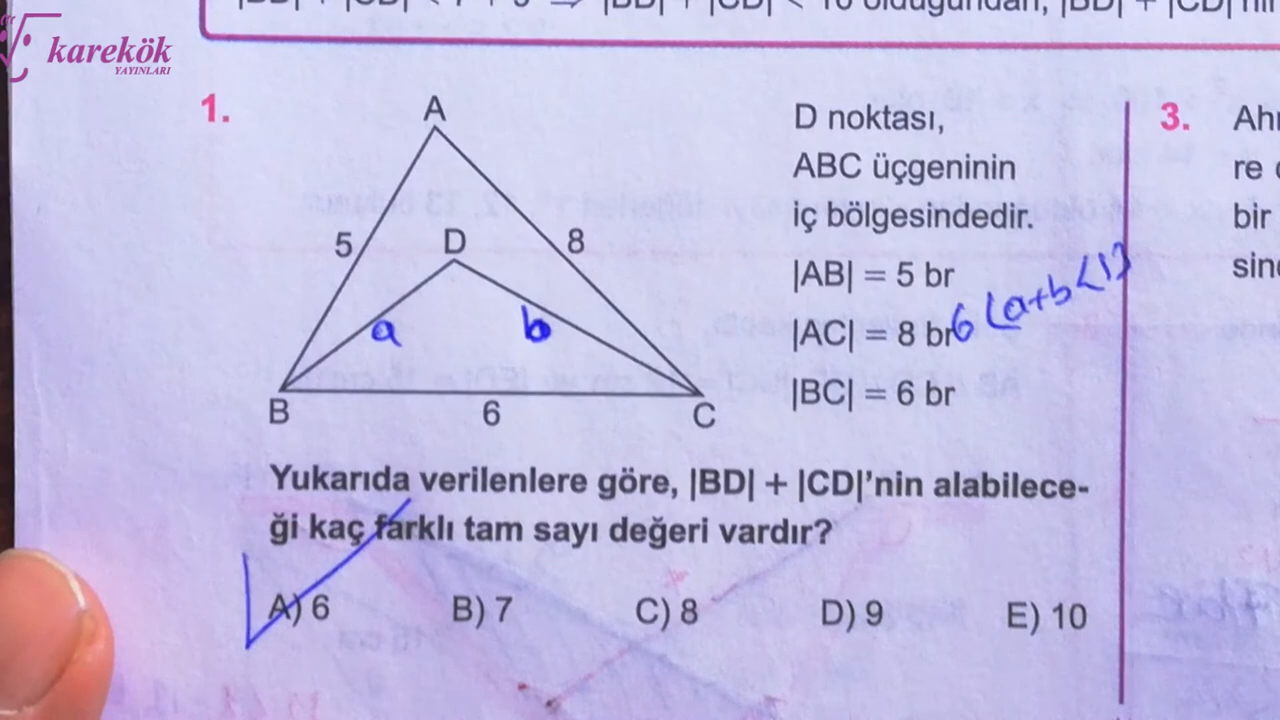 karekök
YAYINLARI
1.
A
5
D
8
a
b
B
6
C
D noktası,
ABC üçgeninin
iç bölgesindedir.
|AB| = 5 br
|AC| = 8 br
6<a+b<13
|BC| = 6 br
Yukarıda verilenlere göre, |BD| + |CD|'nin alabilece-
ği kaç farklı tam sayı değeri vardır?
A) 6 B) 7 C) 8 D) 9 E) 10
3.
re
bir